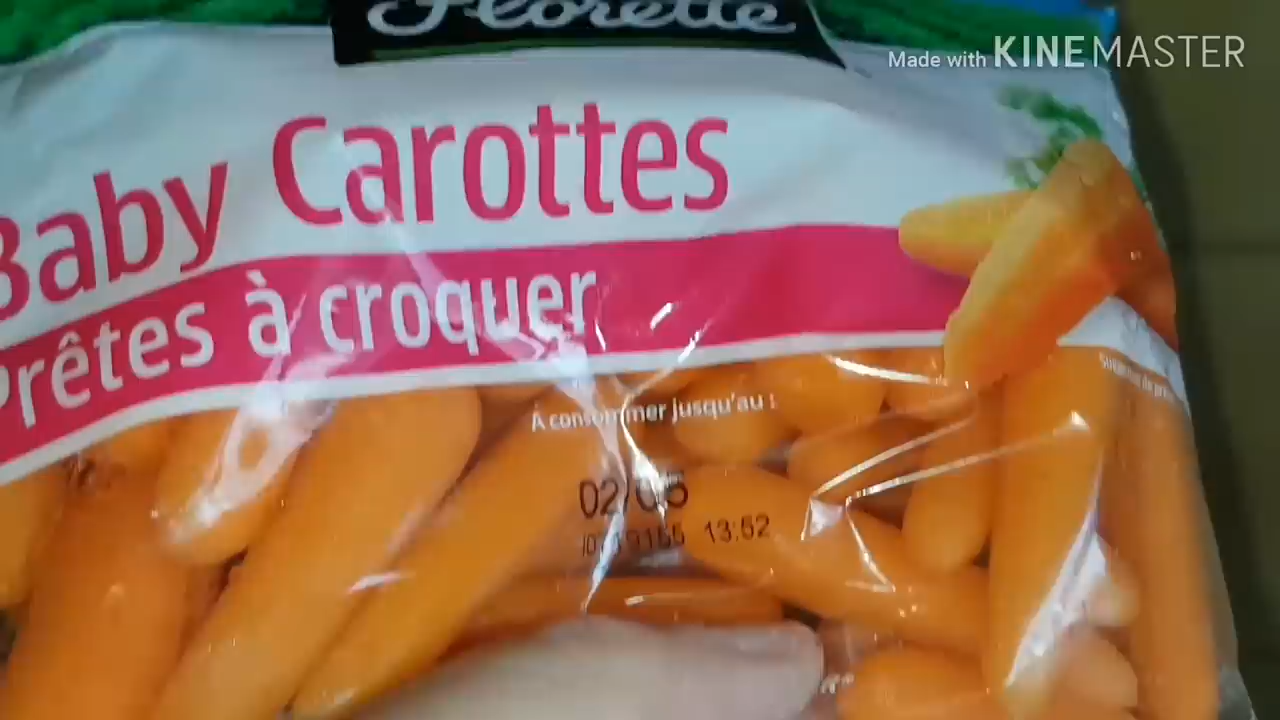 Florette
Made with KINEMASTER
Baby Carottes
Prêtes à croquer
À consommer jusqu'au :
02/05
13:52